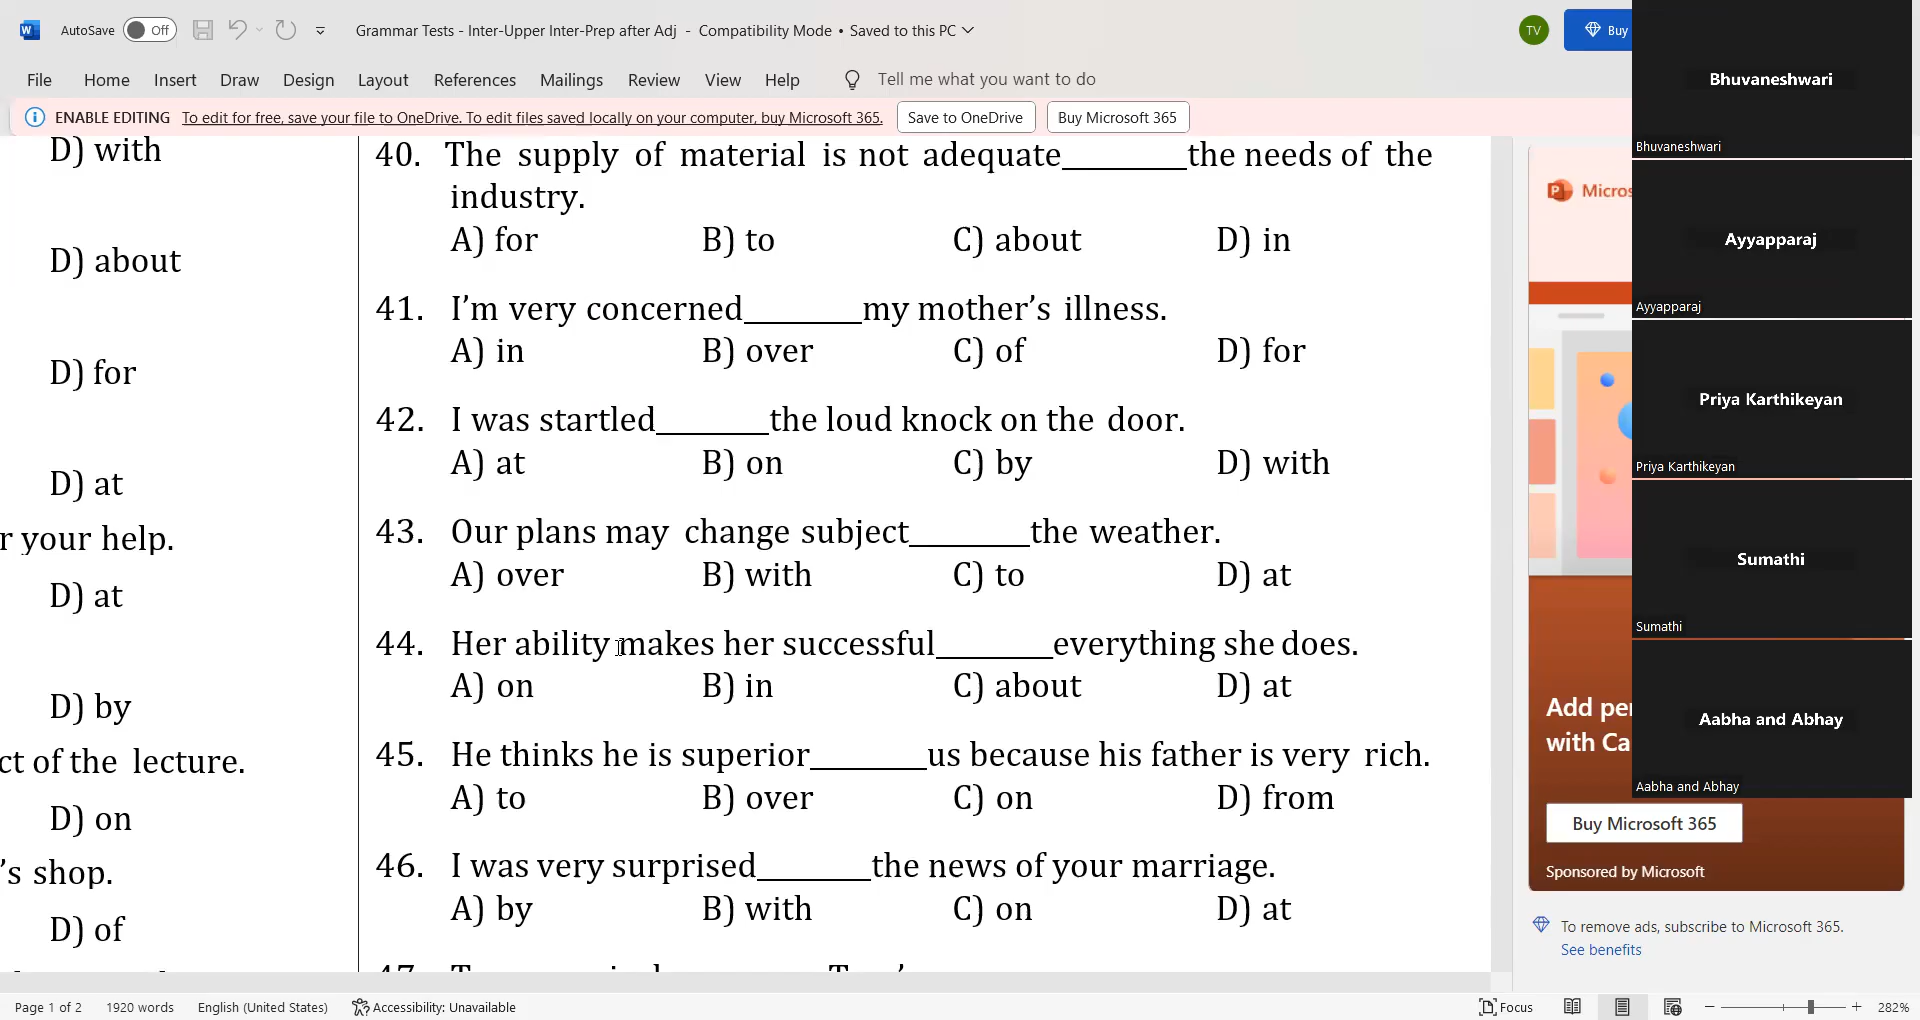 AutoSave Off Grammar Tests - Inter-Upper Inter-Prep after Adj - Compatibility Mode • Saved to this PC TV Buy
File Home Insert Draw Design Layout References Mailings Review View Help Tell me what you want to do
ENABLE EDITING To edit for free, save your file to OneDrive. To edit files saved locally on your computer, buy Microsoft 365. Save to OneDrive Buy Microsoft 365
D) with
D) about
D) for
D) at
r your help.
D) at
D) by
ct of the lecture.
D) on
's shop.
D) of
40. The supply of material is not adequate_________the needs of the
industry.
A) for B) to C) about D) in
41. I'm very concerned________my mother's illness.
A) in B) over C) of D) for
42. I was startled________the loud knock on the door.
A) at B) on C) by D) with
43. Our plans may change subject________the weather.
A) over B) with C) to D) at
44. Her ability makes her successful________everything she does.
A) on B) in C) about D) at
45. He thinks he is superior________us because his father is very rich.
A) to B) over C) on D) from
46. I was very surprised________the news of your marriage.
A) by B) with C) on D) at
Micros
Add per
with Ca
Buy Microsoft 365
Sponsored by Microsoft
To remove ads, subscribe to Microsoft 365.
See benefits
Bhuvaneshwari
Bhuvaneshwari
Ayyapparaj
Ayyapparaj
Priya Karthikeyan
Priya Karthikeyan
Sumathi
Sumathi
Aabha and Abhay
Aabha and Abhay
Page 1 of 2 1920 words English (United States) Accessibility: Unavailable Focus 282%